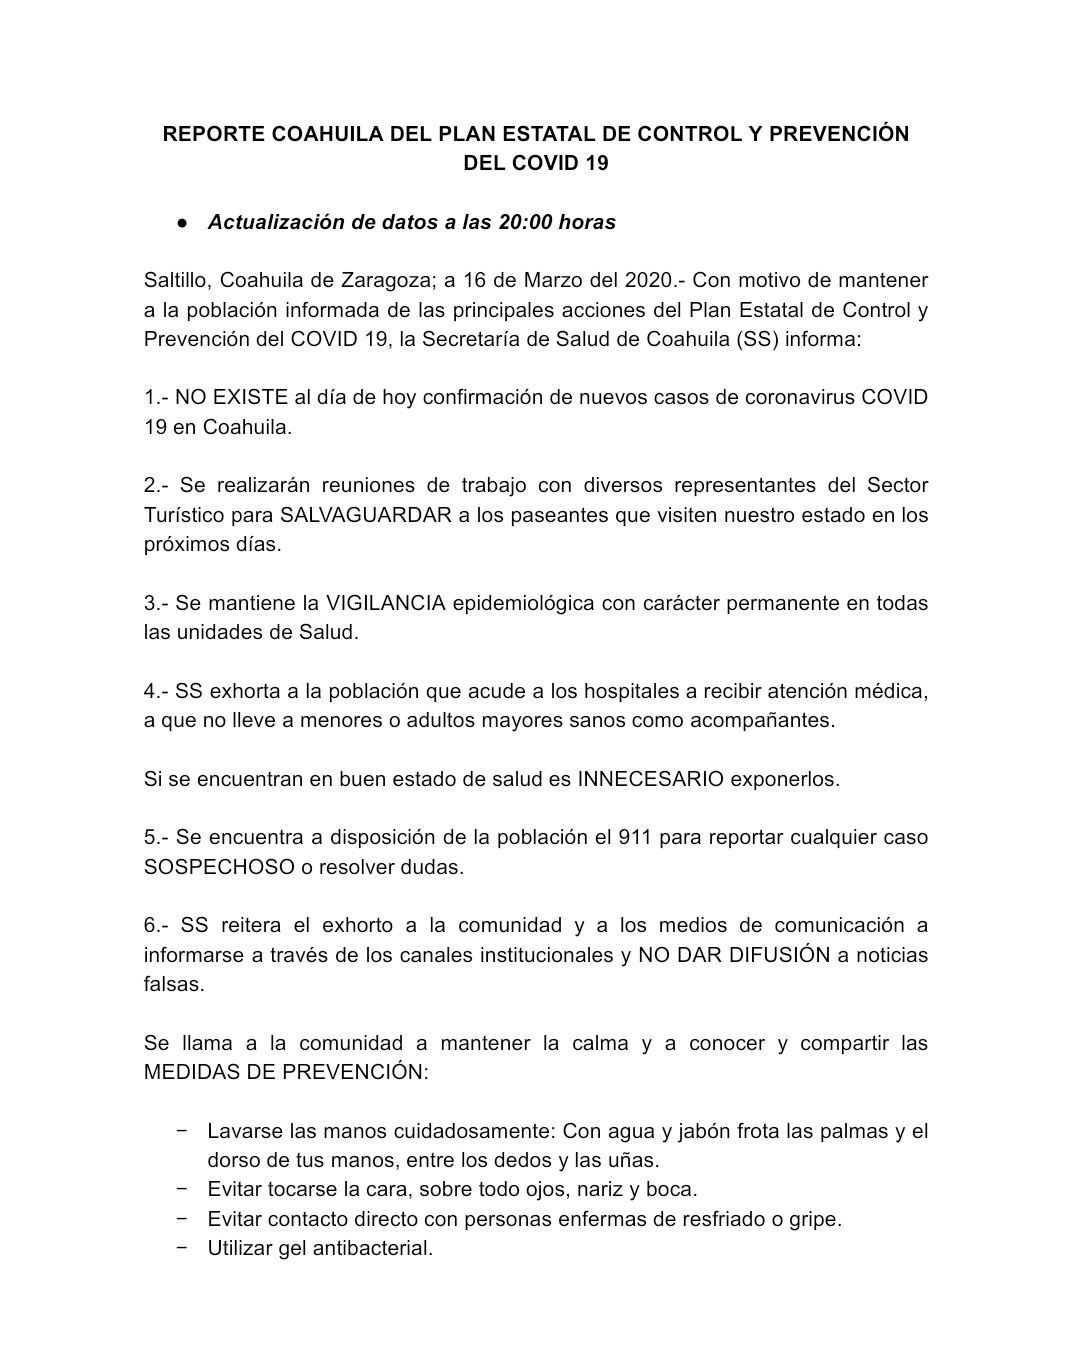 REPORTE COAHUILA DEL PLAN ESTATAL DE CONTROL Y PREVENCIÓN
DEL COVID 19
● Actualización de datos a las 20:00 horas
Saltillo, Coahuila de Zaragoza; a 16 de Marzo del 2020.- Con motivo de mantener
a la población informada de las principales acciones del Plan Estatal de Control y
Prevención del COVID 19, la Secretaría de Salud de Coahuila (SS) informa:
1.- NO EXISTE al día de hoy confirmación de nuevos casos de coronavirus COVID
19 en Coahuila.
2.- Se realizarán reuniones de trabajo con diversos representantes del Sector
Turístico para SALVAGUARDAR a los paseantes que visiten nuestro estado en los
próximos días.
3.- Se mantiene la VIGILANCIA epidemiológica con carácter permanente en todas
las unidades de Salud.
4.- SS exhorta a la población que acude a los hospitales a recibir atención médica,
a que no lleve a menores o adultos mayores sanos como acompañantes.
Si se encuentran en buen estado de salud es INNECESARIO exponerlos.
5.- Se encuentra a disposición de la población el 911 para reportar cualquier caso
SOSPECHOSO o resolver dudas.
6.- SS reitera el exhorto a la comunidad y a los medios de comunicación a
informarse a través de los canales institucionales y NO DAR DIFUSIÓN a noticias
falsas.
Se llama a la comunidad a mantener la calma y a conocer y compartir las
MEDIDAS DE PREVENCIÓN:
− Lavarse las manos cuidadosamente: Con agua y jabón frota las palmas y el
dorso de tus manos, entre los dedos y las uñas.
− Evitar tocarse la cara, sobre todo ojos, nariz y boca.
− Evitar contacto directo con personas enfermas de resfriado o gripe.
− Utilizar gel antibacterial.